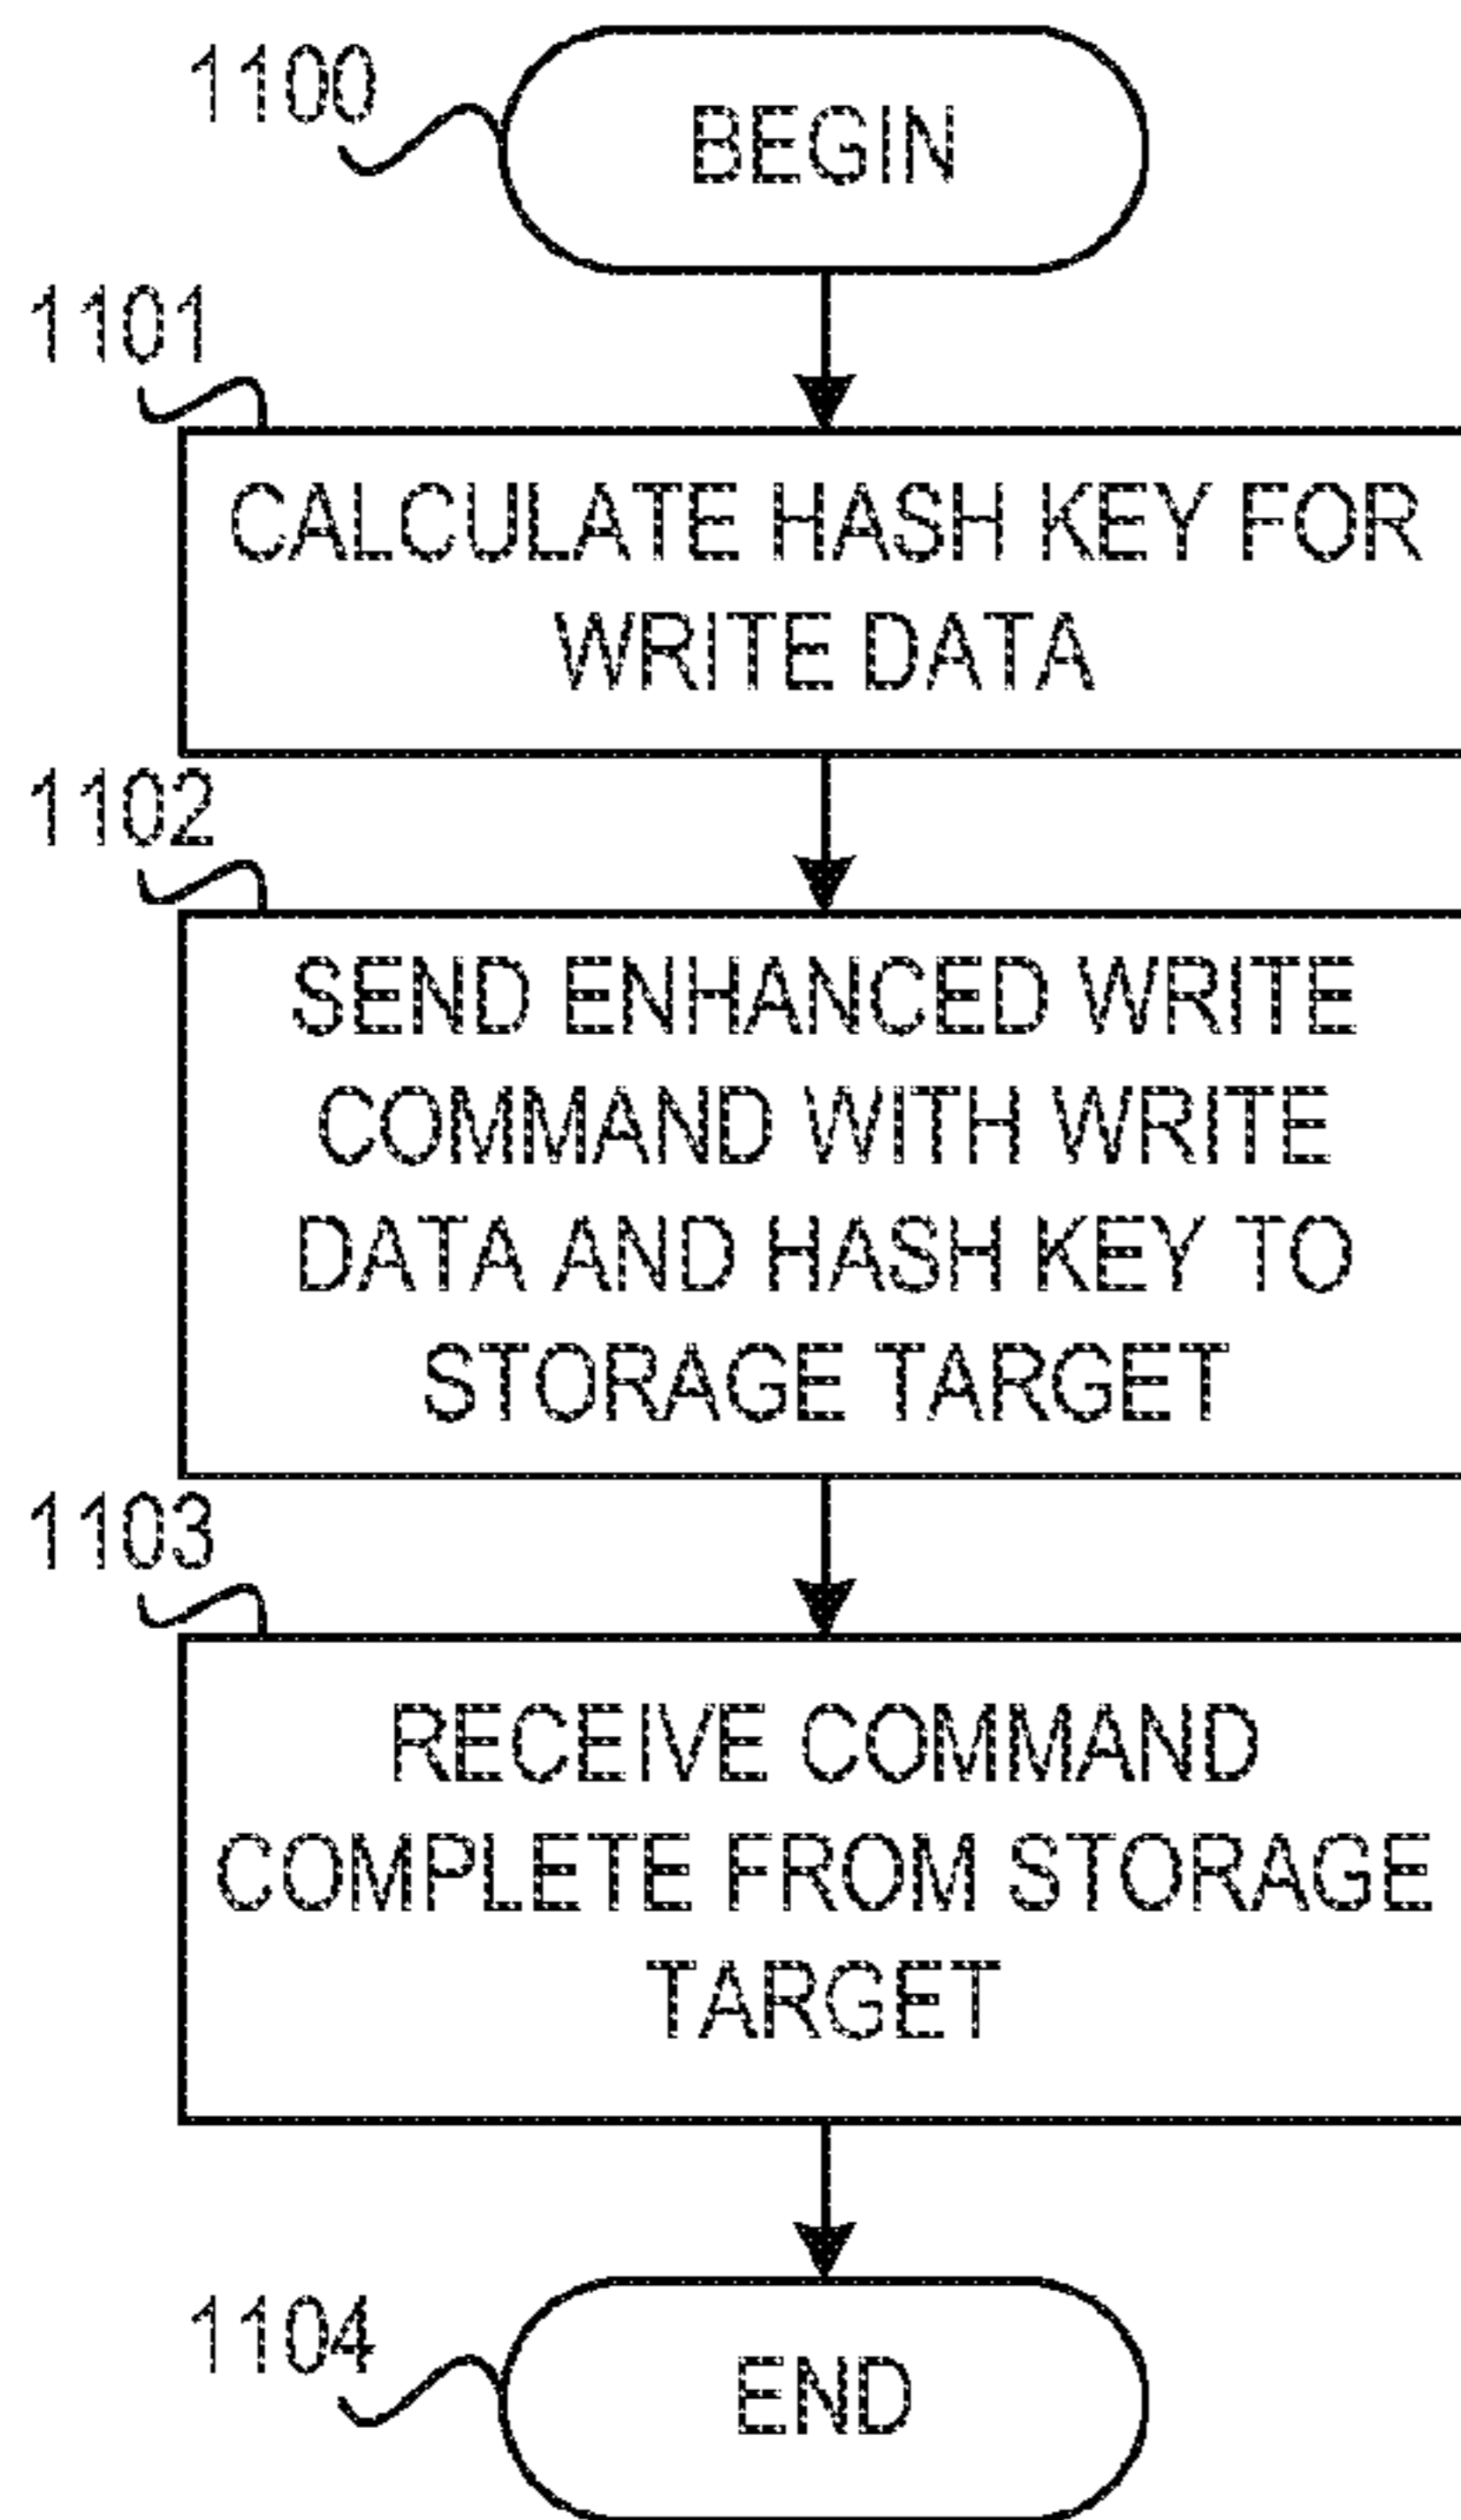 1100
BEGIN
1101
CALCULATE HASH KEY FOR
WRITE DATA
1102
SEND ENHANCED WRITE
COMMAND WITH WRITE
DATA AND HASH KEY TO
STORAGE TARGET
1103
RECEIVE COMMAND
COMPLETE FROM STORAGE
TARGET
1104
END